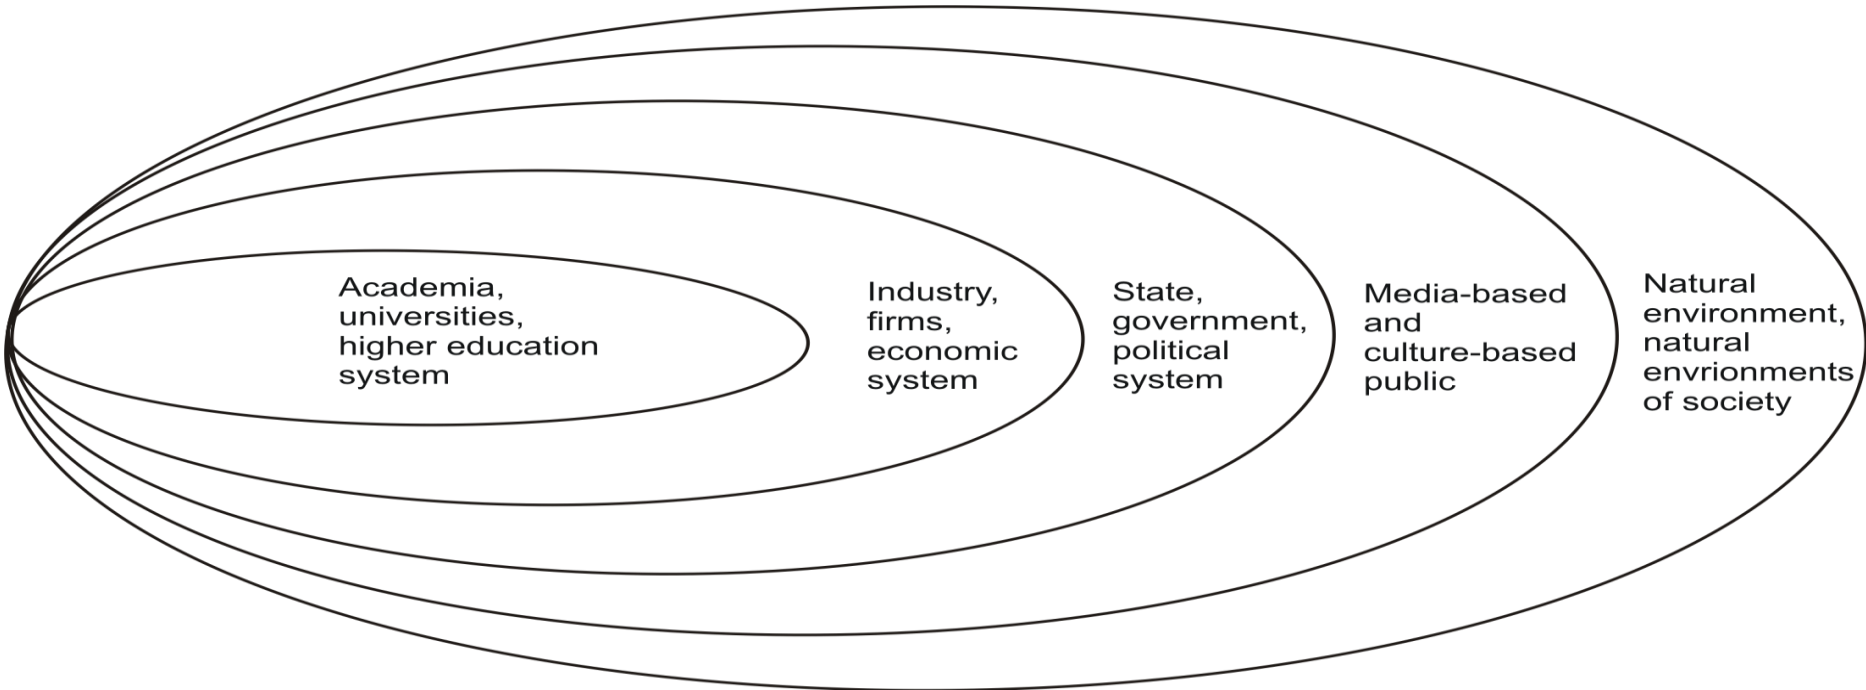 Academia,
universities,
higher education
system
Industry,
firms,
economic
system
State,
government,
political
system
Media-based
and
culture-based
public
Natural
environment,
natural
envrionments
of society